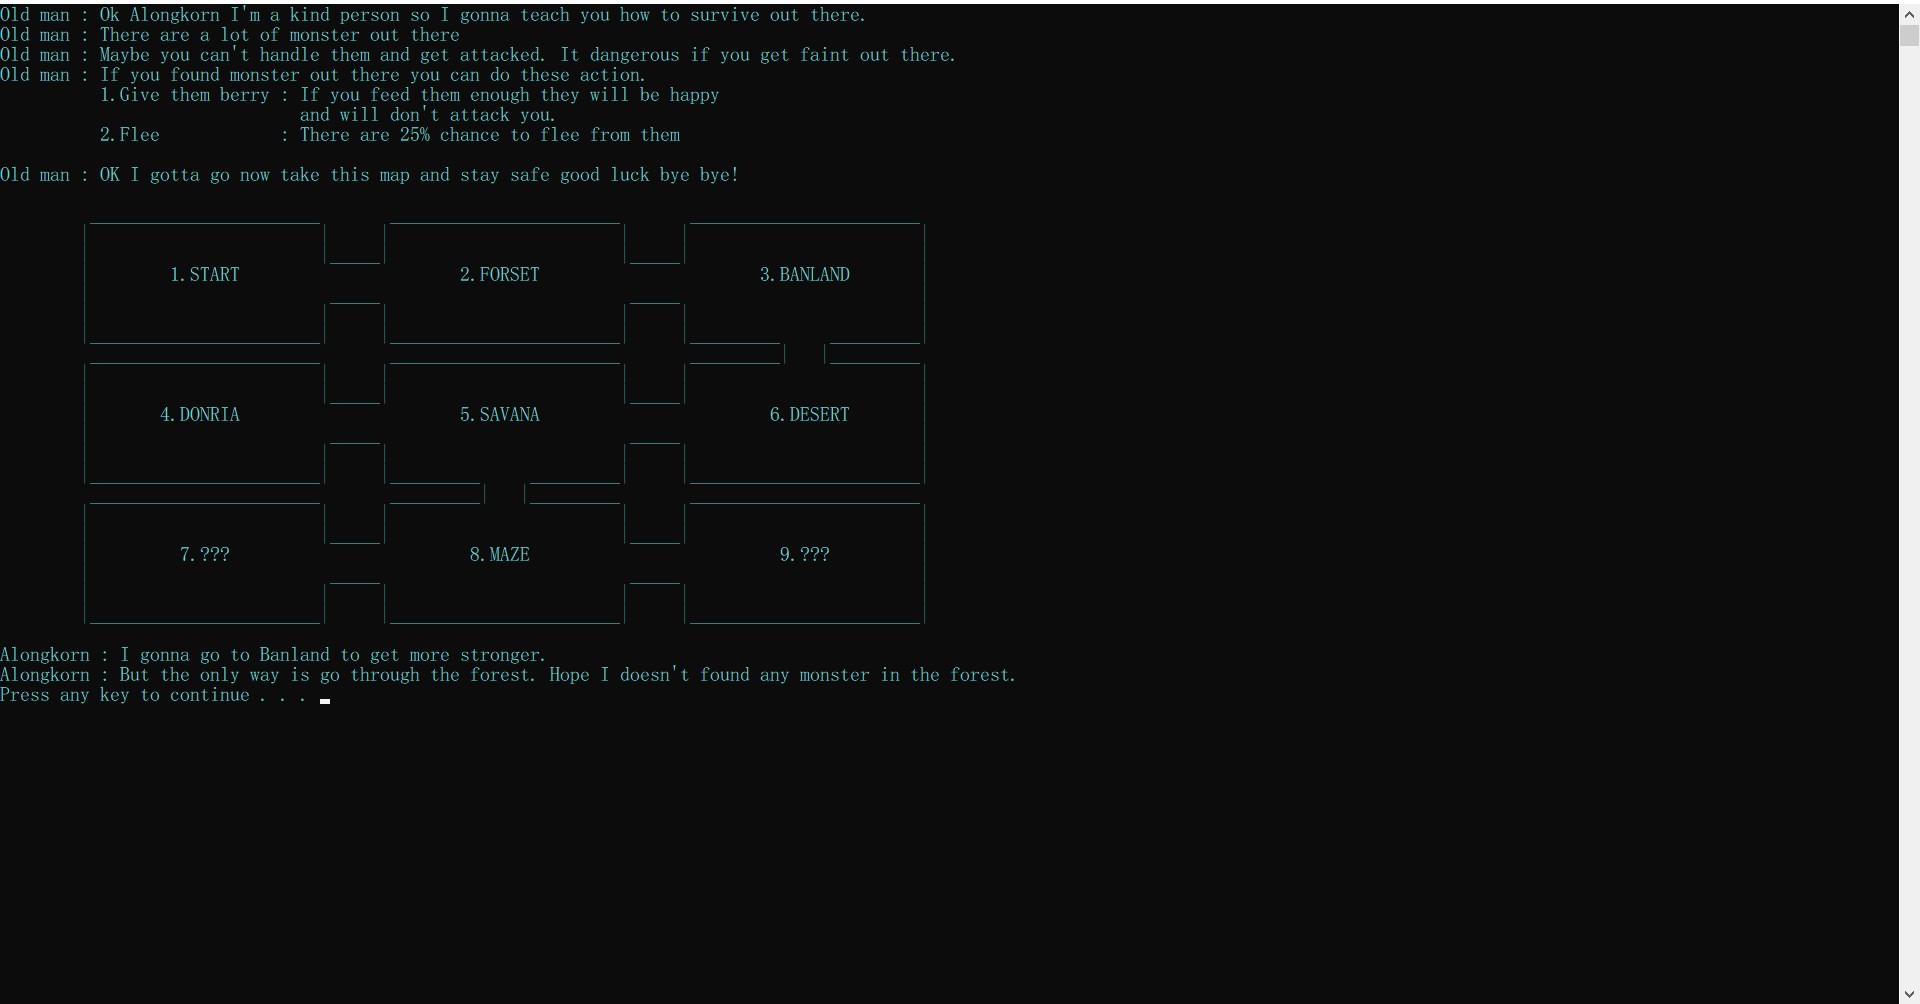 Old man : Ok Alongkorn I'm a kind person so I gonna teach you how to survive out there.
Old man : There are a lot of monster out there
Old man : Maybe you can't handle them and get attacked. It dangerous if you get faint out there.
Old man : If you found monster out there you can do these action.
1.Give them berry : If you feed them enough they will be happy
and will don't attack you.
2.Flee : There are 25% chance to flee from them
Old man : OK I gotta go now take this map and stay safe good luck bye bye!
1.START 2.FORSET 3.BANLAND
4.DONRIA 5.SAVANA 6.DESERT
7.??? 8.MAZE 9.???
Alongkorn : I gonna go to Banland to get more stronger.
Alongkorn : But the only way is go through the forest. Hope I doesn't found any monster in the forest.
Press any key to continue . . .